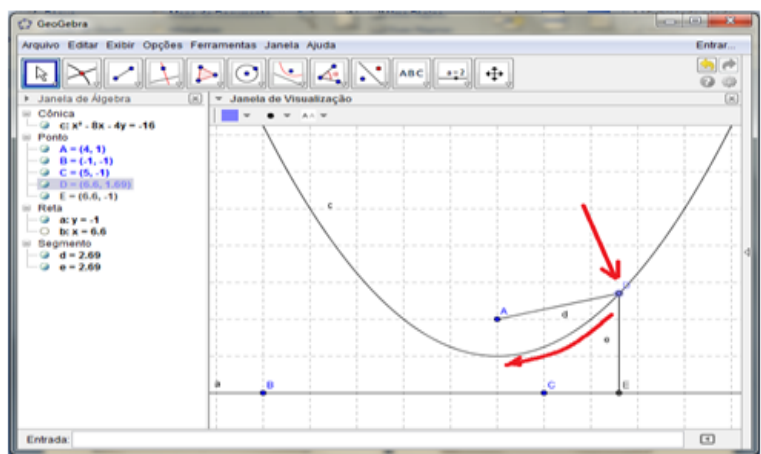 GeoGebra
Arquivo Editar Exibir Opções Ferramentas Janela Ajuda
Entrar...
ABC
a=2
Janela de Álgebra
Janela de Visualização
Cônica
c: x² - 8x - 4y = -16
Ponto
A = (4, 1)
B = (-1, -1)
C = (5, -1)
D = (6.6, 1.69)
E = (6.6, -1)
Reta
a: y = -1
b: x = 6.6
Segmento
d = 2.69
e = 2.69
c
A
d
D
e
a
B
C
E
Entrada: